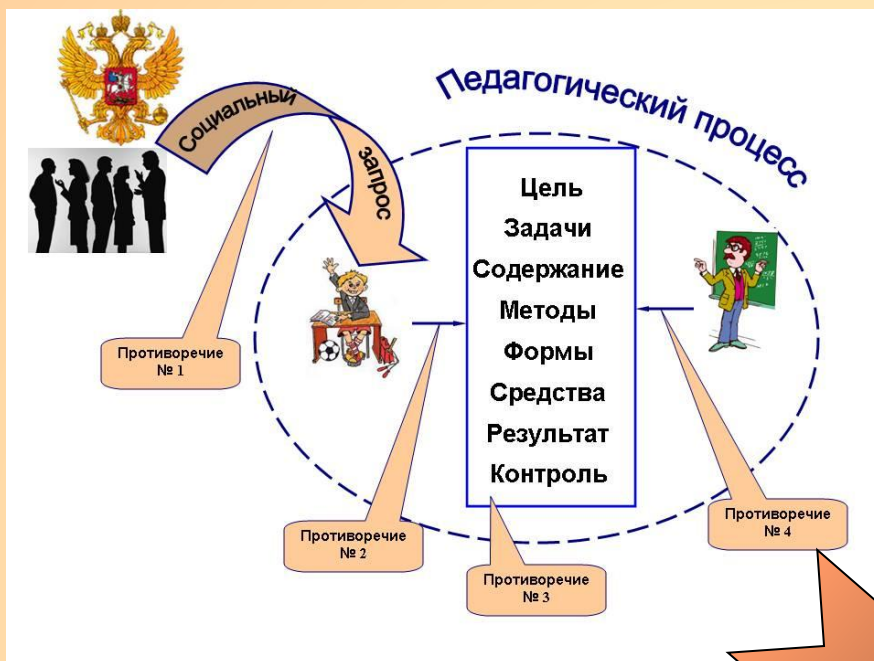 Социальный
запрос
Педагогический процесс
Цель
Задачи
Содержание
Методы
Формы
Средства
Результат
Контроль
Противоречие
№ 1
Противоречие
№ 2
Противоречие
№ 3
Противоречие
№ 4